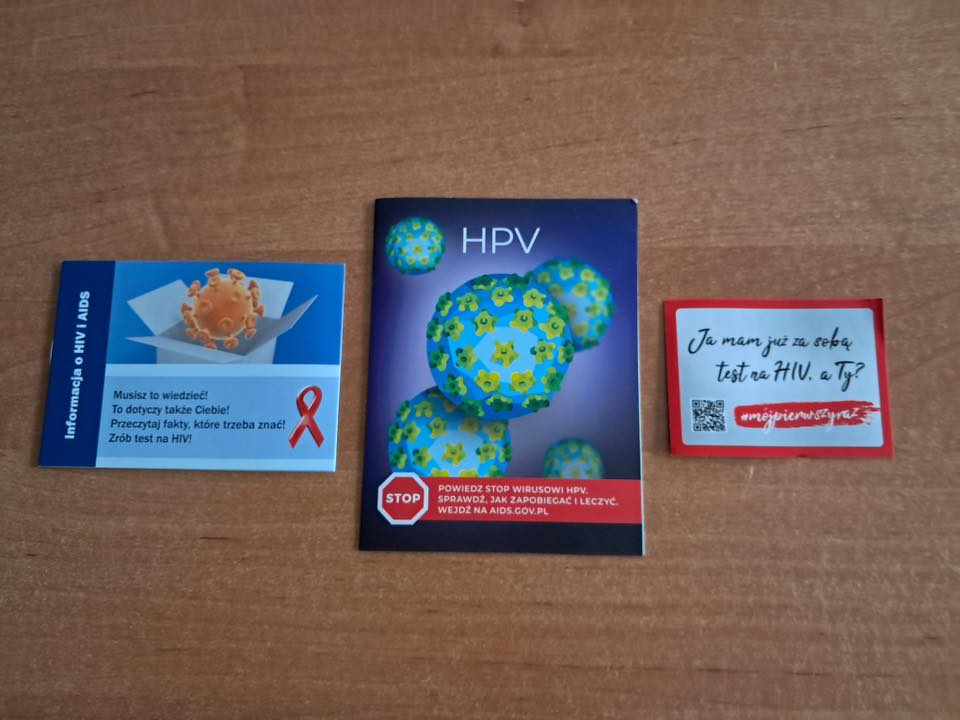 Informacja o HIV i AIDS
Musisz to wiedzieć!
To dotyczy także Ciebie!
Przeczytaj fakty, które trzeba znać!
Zrób test na HIV!
HPV
STOP
POWIEDZ STOP WIRUSOWI HPV.
SPRAWDŹ, JAK ZAPOBIEGAĆ I LECZYĆ.
WEJDŹ NA AIDS.GOV.PL
Ja mam już za sobą
test na HIV, a Ty?
#mójpierwszyraz